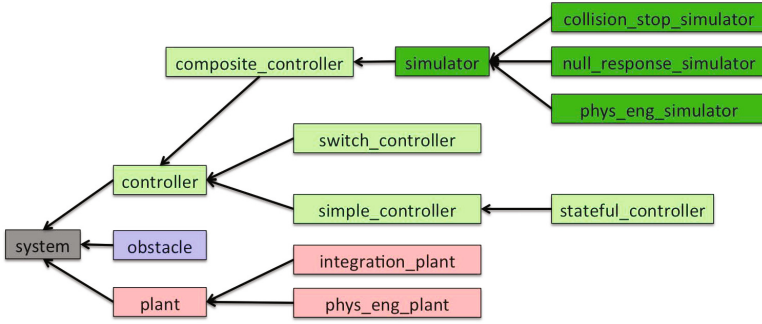 collision_stop_simulator
composite_controller
simulator
null_response_simulator
phys_eng_simulator
switch_controller
controller
simple_controller
stateful_controller
system
obstacle
integration_plant
plant
phys_eng_plant